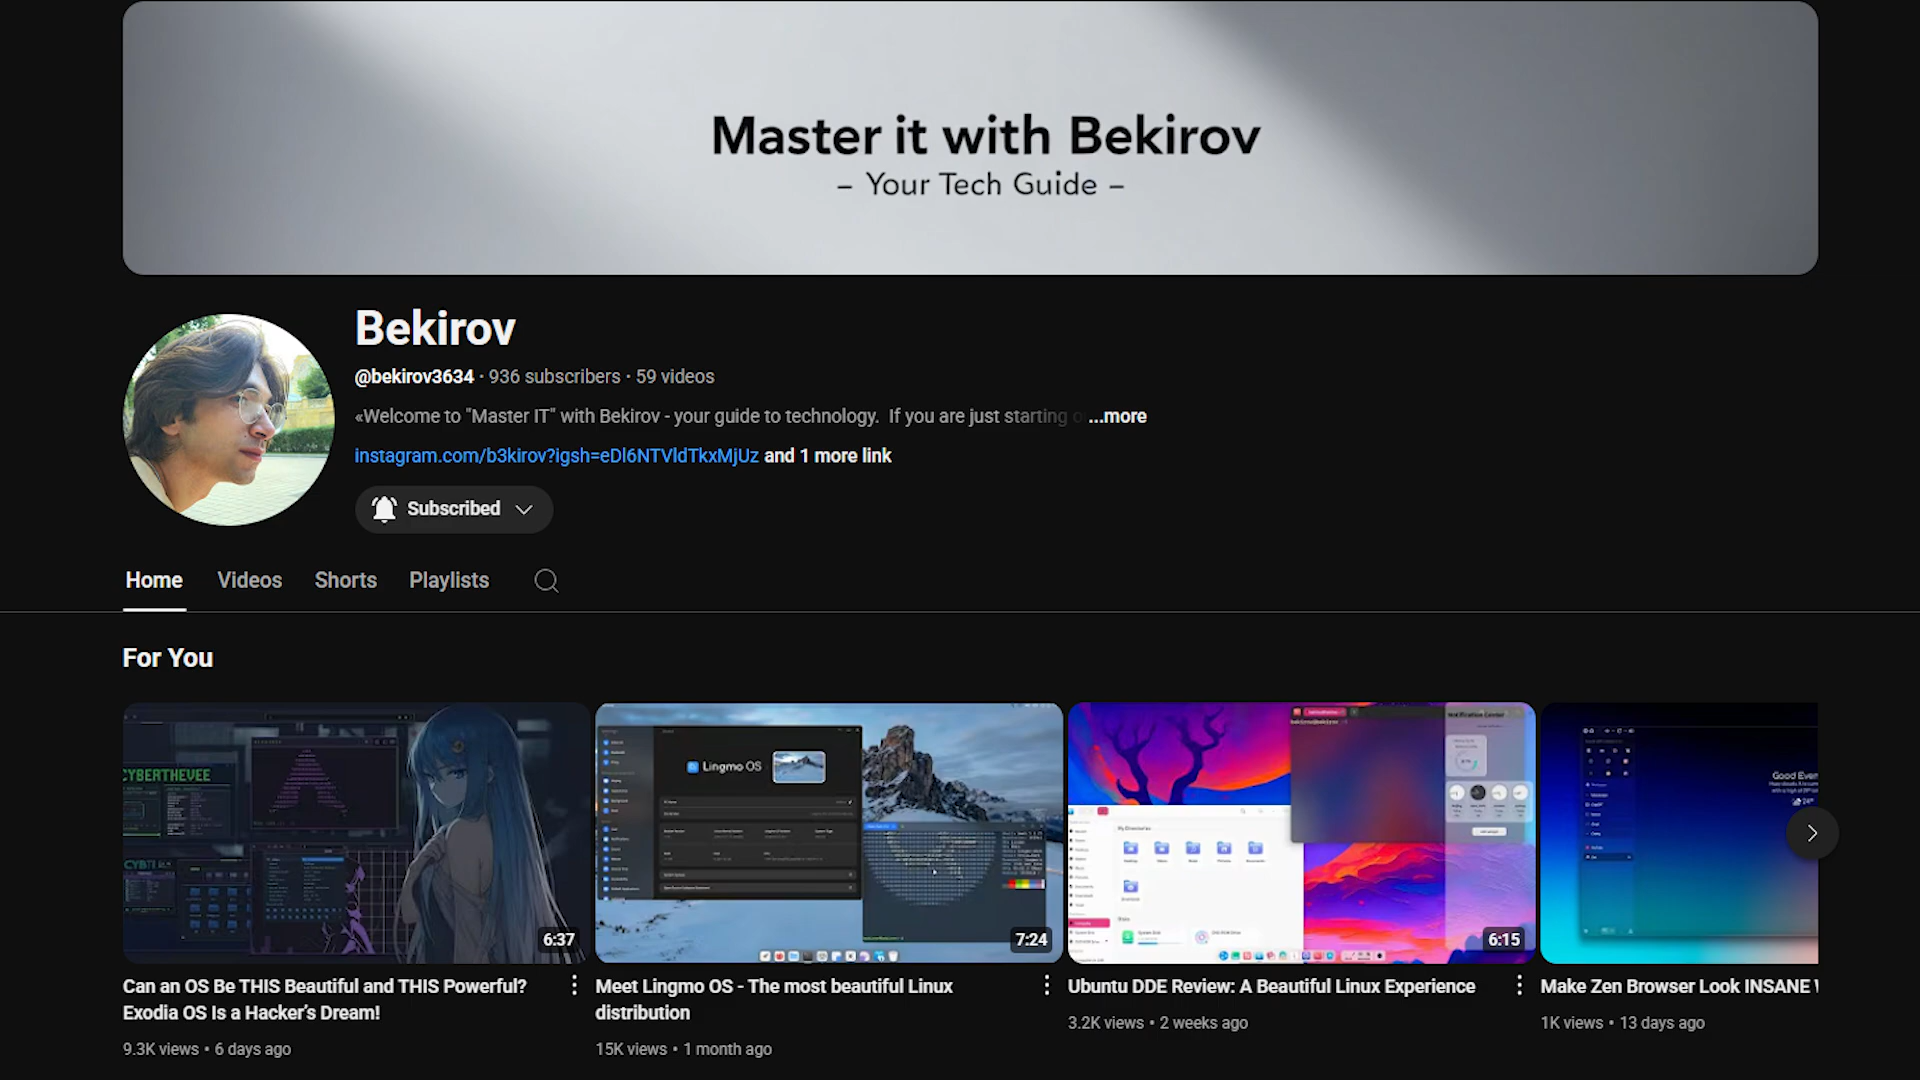 Master it with Bekirov
– Your Tech Guide –
Bekirov
@bekirov3634 · 936 subscribers · 59 videos
«Welcome to "Master IT" with Bekirov - your guide to technology. If you are just starting o ...more
instagram.com/b3kirov?igsh=eDl6NTVldTkxMjUz and 1 more link
Subscribed
Home Videos Shorts Playlists
For You
CYBERTHEVEE
Lingmo OS
Notification Center
Good Even
6:37
7:24
6:15
Can an OS Be THIS Beautiful and THIS Powerful?
Exodia OS Is a Hacker's Dream!
9.3K views • 6 days ago
Meet Lingmo OS - The most beautiful Linux
distribution
15K views • 1 month ago
Ubuntu DDE Review: A Beautiful Linux Experience
3.2K views • 2 weeks ago
Make Zen Browser Look INSANE
1K views • 13 days ago